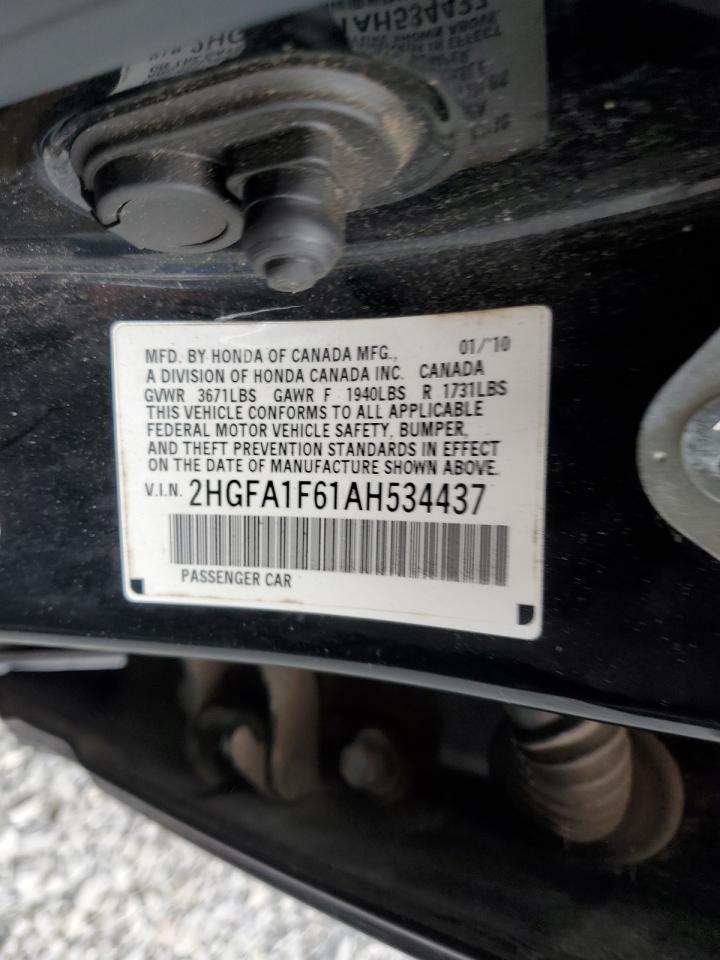 AH534437
MFD. BY HONDA OF CANADA MFG., 01/'10
A DIVISION OF HONDA CANADA INC. CANADA
GVWR 3671LBS GAWR F 1940LBS R 1731LBS
THIS VEHICLE CONFORMS TO ALL APPLICABLE
FEDERAL MOTOR VEHICLE SAFETY, BUMPER,
AND THEFT PREVENTION STANDARDS IN EFFECT
ON THE DATE OF MANUFACTURE SHOWN ABOVE.
V.I.N. 2HGFA1F61AH534437
PASSENGER CAR